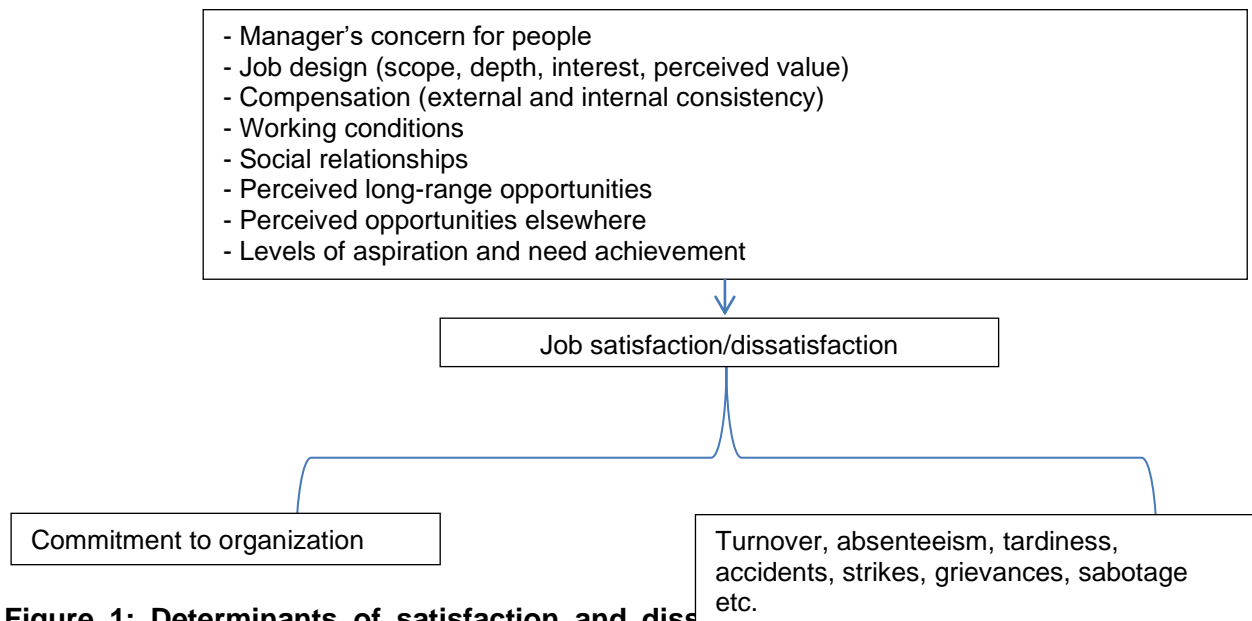 - Manager’s concern for people
- Job design (scope, depth, interest, perceived value)
- Compensation (external and internal consistency)
- Working conditions
- Social relationships
- Perceived long-range opportunities
- Perceived opportunities elsewhere
- Levels of aspiration and need achievement
Job satisfaction/dissatisfaction
Commitment to organization
Turnover, absenteeism, tardiness,
accidents, strikes, grievances, sabotage
etc.
Figure 1: Determinants of satisfaction and